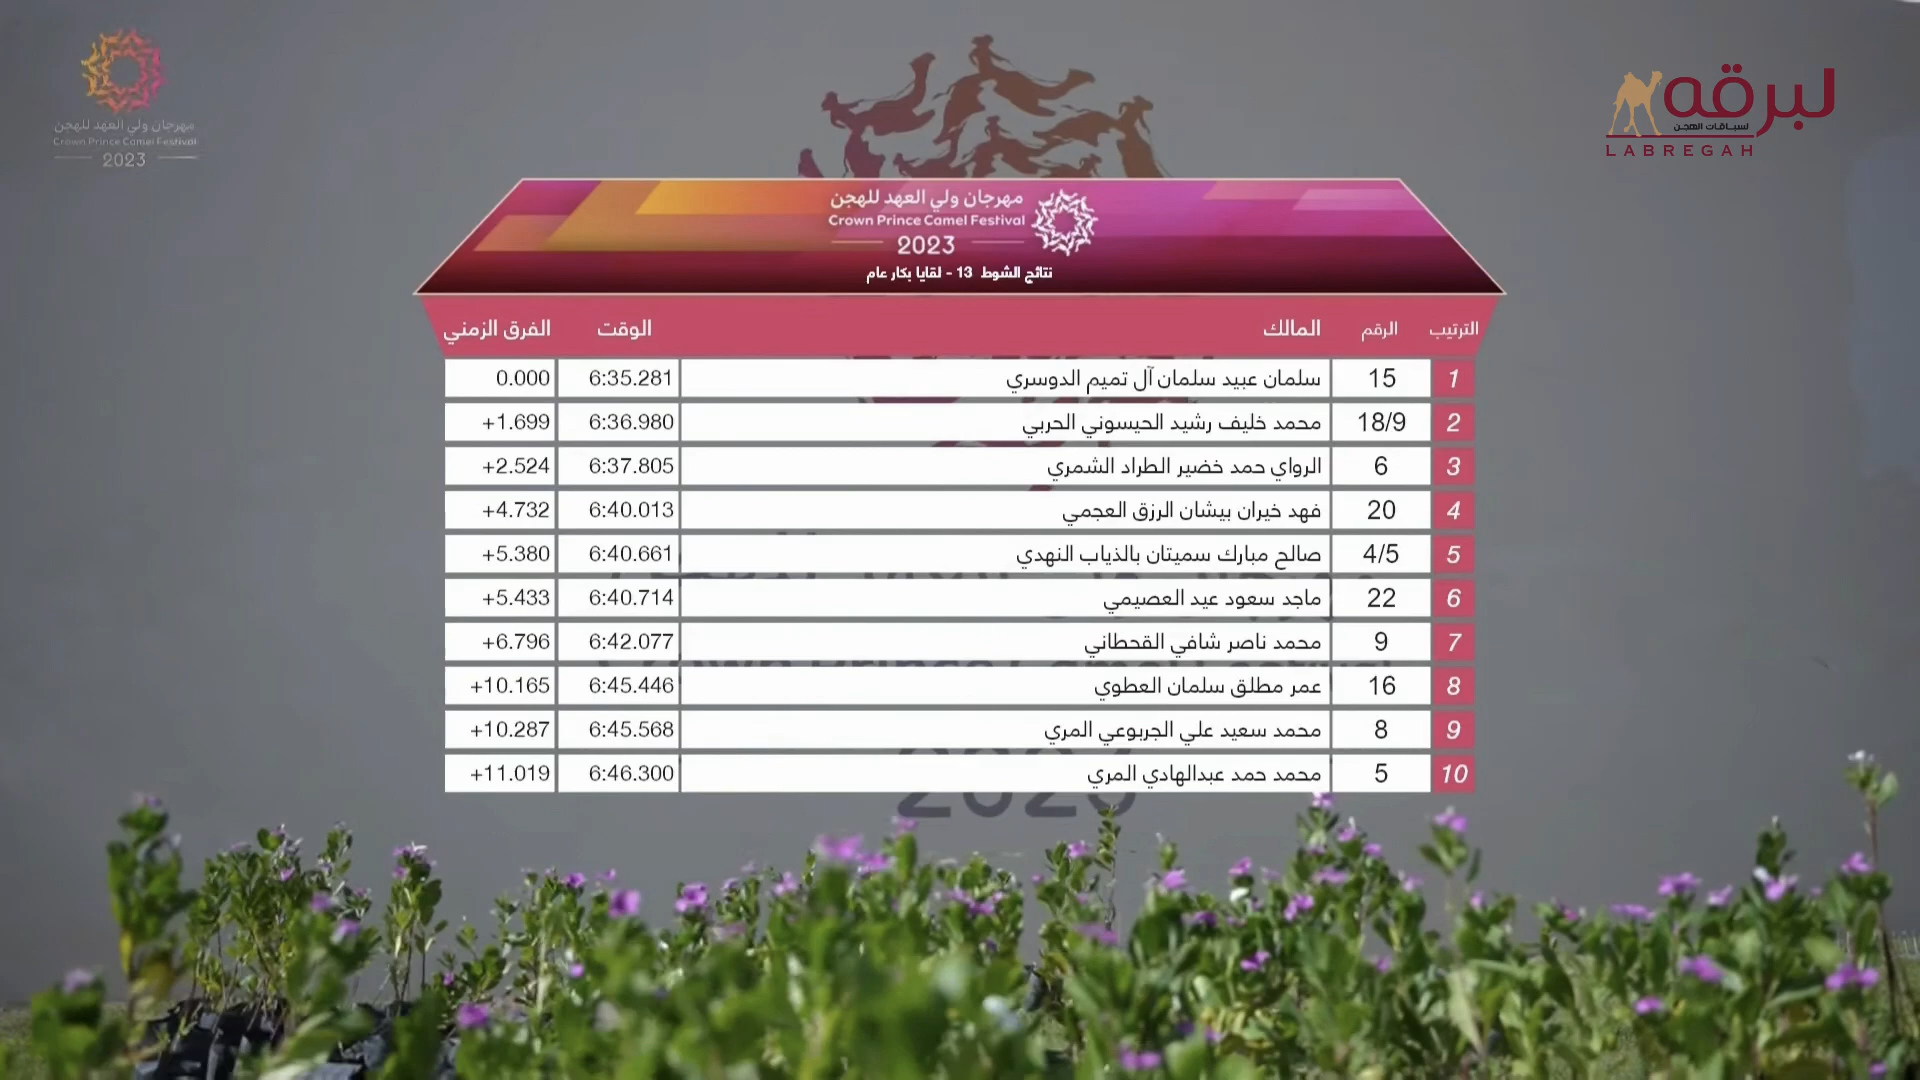 مهرجان ولي العهد للهجن
Crown Prince Camel Festival
2023
لبرقه
لسباقات الهجن
LABREGAH
مهرجان ولي العهد للهجن
Crown Prince Camel Festival
2023
نتائج الشوط 13 - لقايا بكار عام
الترتيب الرقم المالك الوقت الفرق الزمني
1 15 سلمان عبيد سلمان آل تميم الدوسري 6:35.281 0.000
2 18/9 محمد خليف رشيد الحيسوني الحربي 6:36.980 +1.699
3 6 الرواي حمد خضير الطراد الشمري 6:37.805 +2.524
4 20 فهد خيران بيشان الرزق العجمي 6:40.013 +4.732
5 4/5 صالح مبارك سميتان بالذياب النهدي 6:40.661 +5.380
6 22 ماجد سعود عيد العصيمي 6:40.714 +5.433
7 9 محمد ناصر شافي القحطاني 6:42.077 +6.796
8 16 عمر مطلق سلمان العطوي 6:45.446 +10.165
9 8 محمد سعيد علي الجربوعي المري 6:45.568 +10.287
10 5 محمد حمد عبدالهادي المري 6:46.300 +11.019
2023